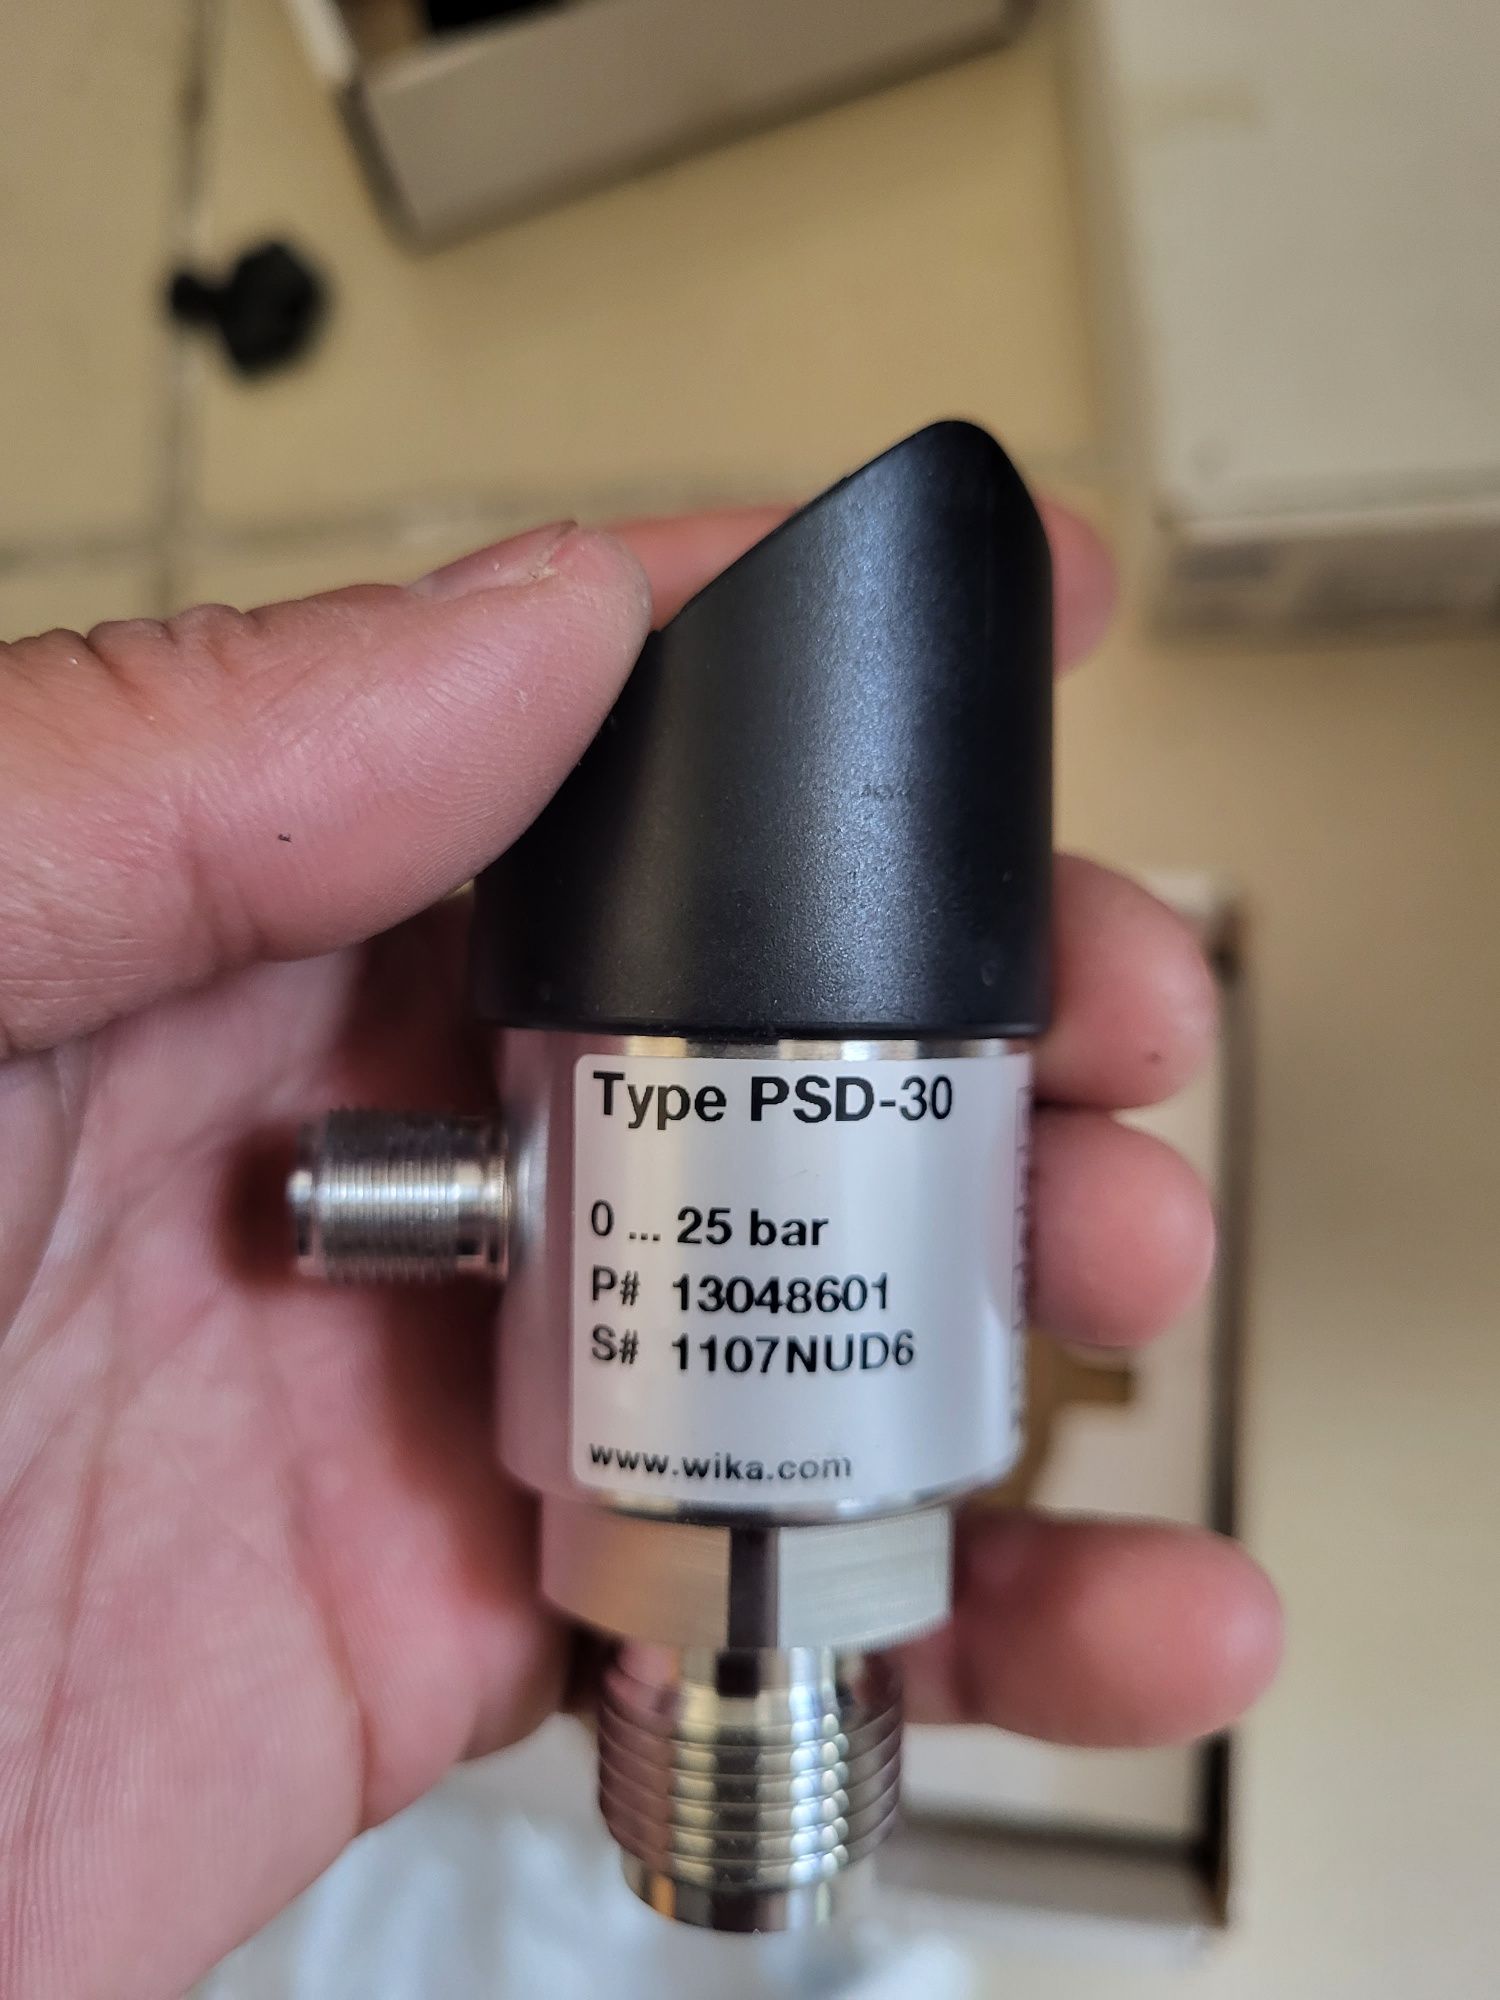 Type PSD-30
0 ... 25 bar
P# 13048601
S# 1107NUD6
www.wika.com